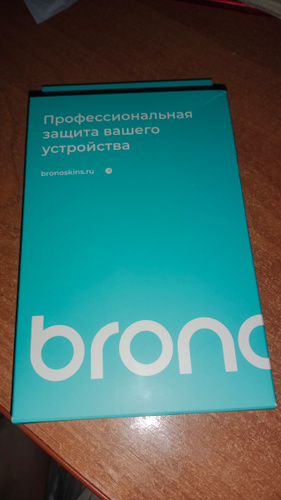 Профессиональная
защита вашего
устройства
bronoskins.ru
brono